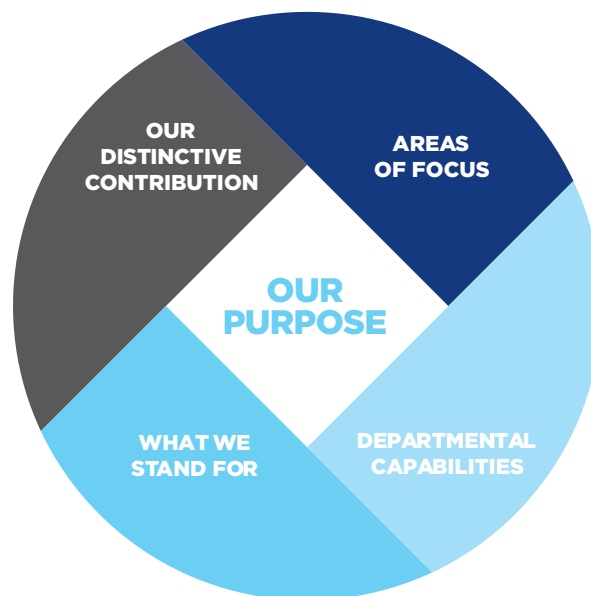 OUR
DISTINCTIVE
CONTRIBUTION
AREAS
OF FOCUS
OUR
PURPOSE
WHAT WE
STAND FOR
DEPARTMENTAL
CAPABILITIES